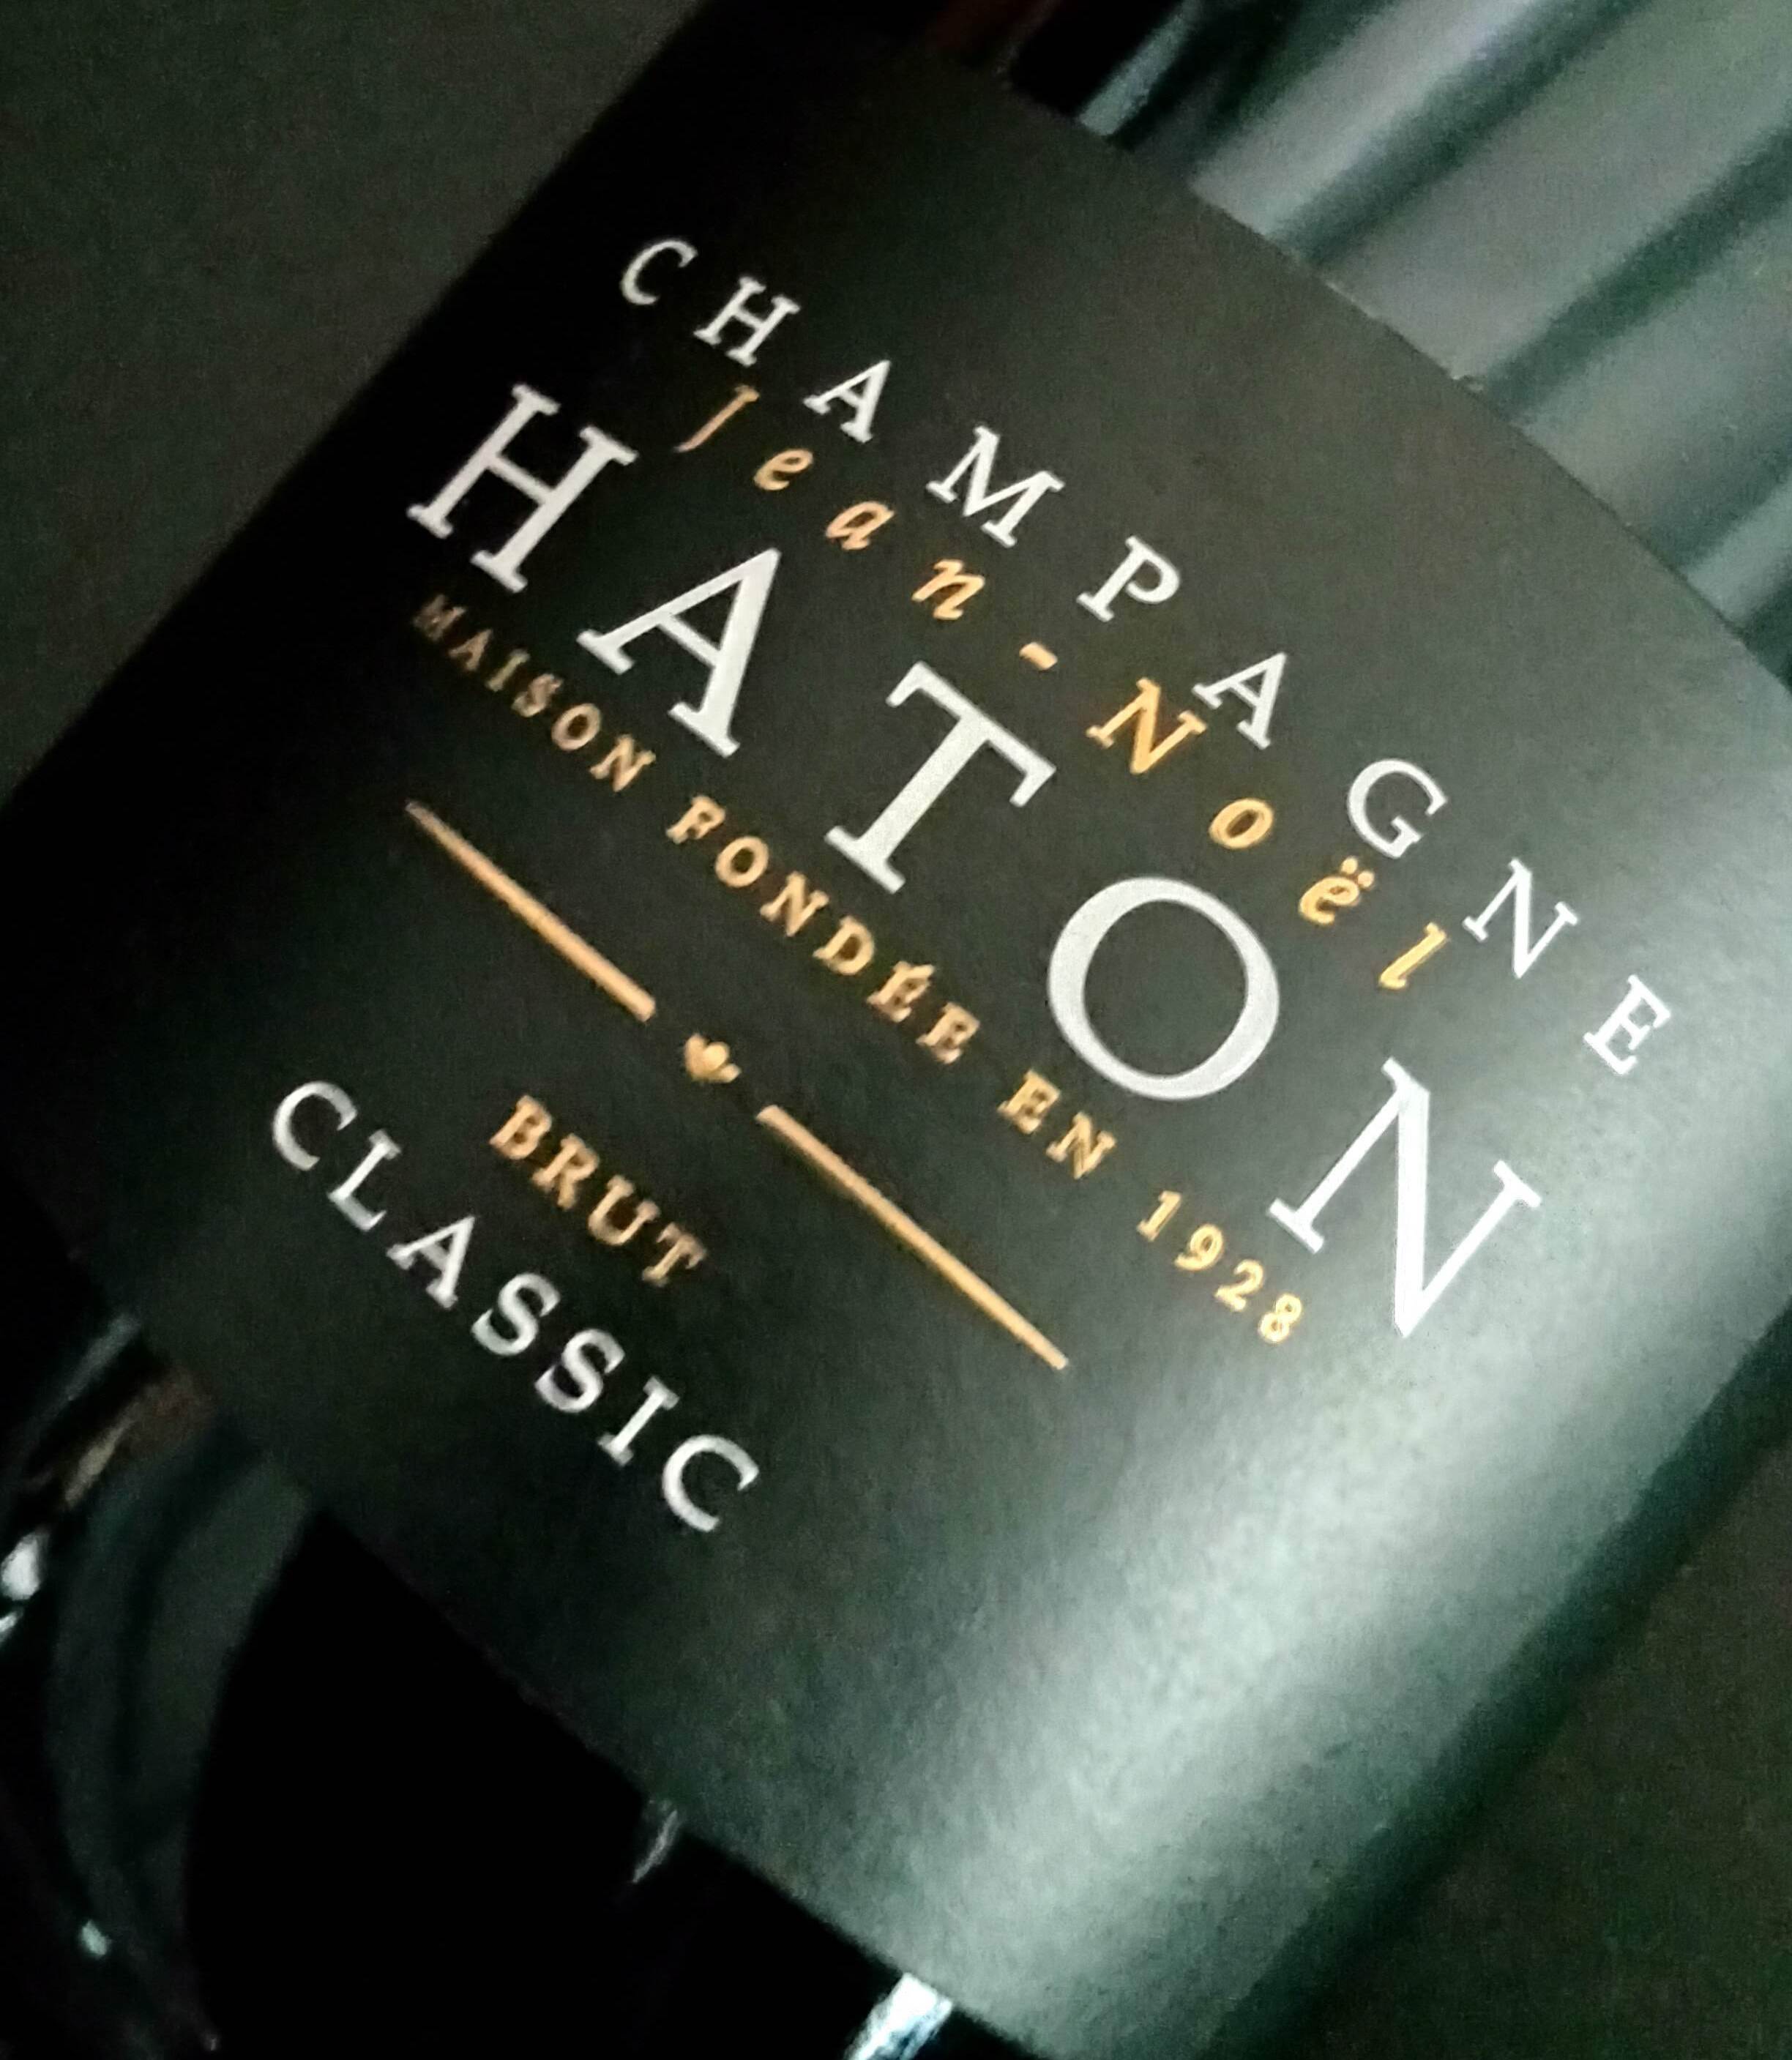 CHAMPAGNE
Jean-Noël
HATON
MAISON FONDÉE EN 1928
BRUT
CLASSIC